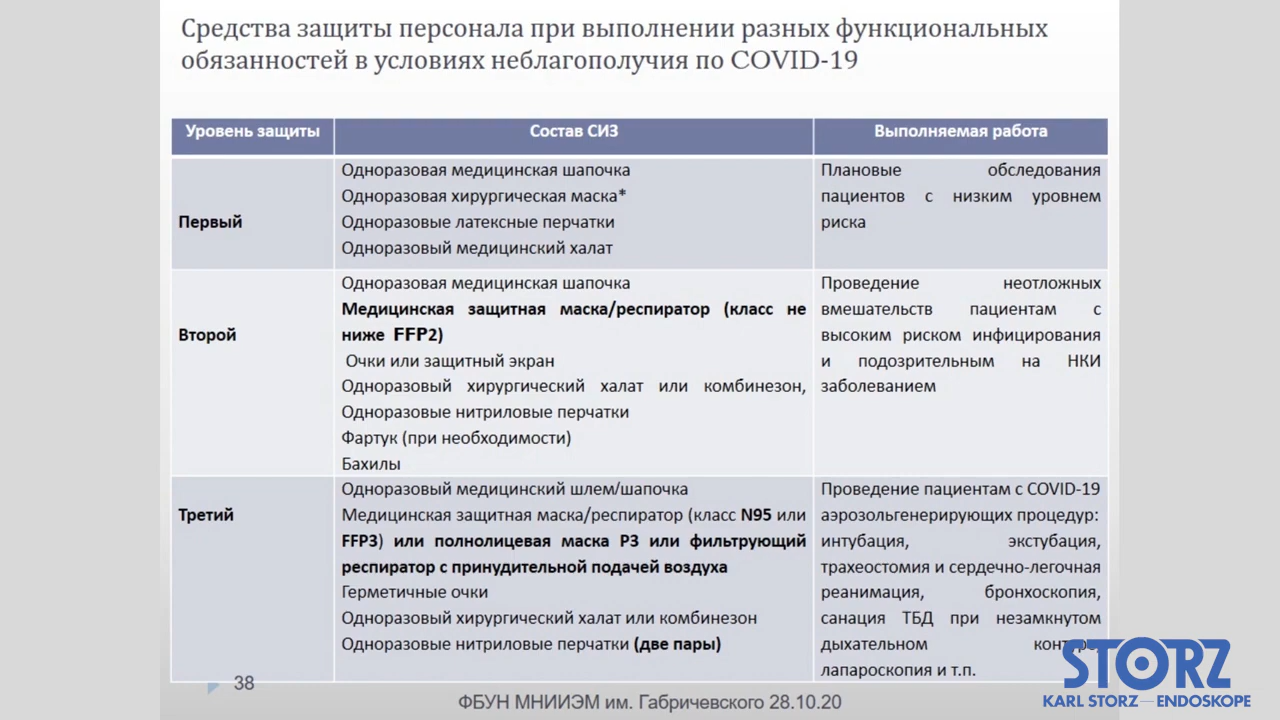 Средства защиты персонала при выполнении разных функциональных
обязанностей в условиях неблагополучия по COVID-19
Уровень защиты
Состав СИЗ
Выполняемая работа
Первый
Одноразовая медицинская шапочка
Одноразовая хирургическая маска*
Одноразовые латексные перчатки
Одноразовый медицинский халат
Плановые обследования
пациентов с низким уровнем
риска
Второй
Одноразовая медицинская шапочка
Медицинская защитная маска/респиратор (класс не
ниже FFP2)
Очки или защитный экран
Одноразовый хирургический халат или комбинезон,
Одноразовые нитриловые перчатки
Фартук (при необходимости)
Бахилы
Проведение неотложных
вмешательств пациентам с
высоким риском инфицирования
и подозрительным на НКИ
заболеванием
Третий
Одноразовый медицинский шлем/шапочка
Медицинская защитная маска/респиратор (класс N95 или
FFP3) или полнолицевая маска P3 или фильтрующий
респиратор с принудительной подачей воздуха
Герметичные очки
Одноразовый хирургический халат или комбинезон
Одноразовые нитриловые перчатки (две пары)
Проведение пациентам с COVID-19
аэрозольгенерирующих процедур:
интубация, экстубация,
трахеостомия и сердечно-легочная
реанимация, бронхоскопия,
санация ТБД при незамкнутом
дыхательном
лапароскопия и т.п.
38
ФБУН МНИИЭМ им. Габричевского 28.10.20
STORZ
KARL STORZ—ENDOSKOPE